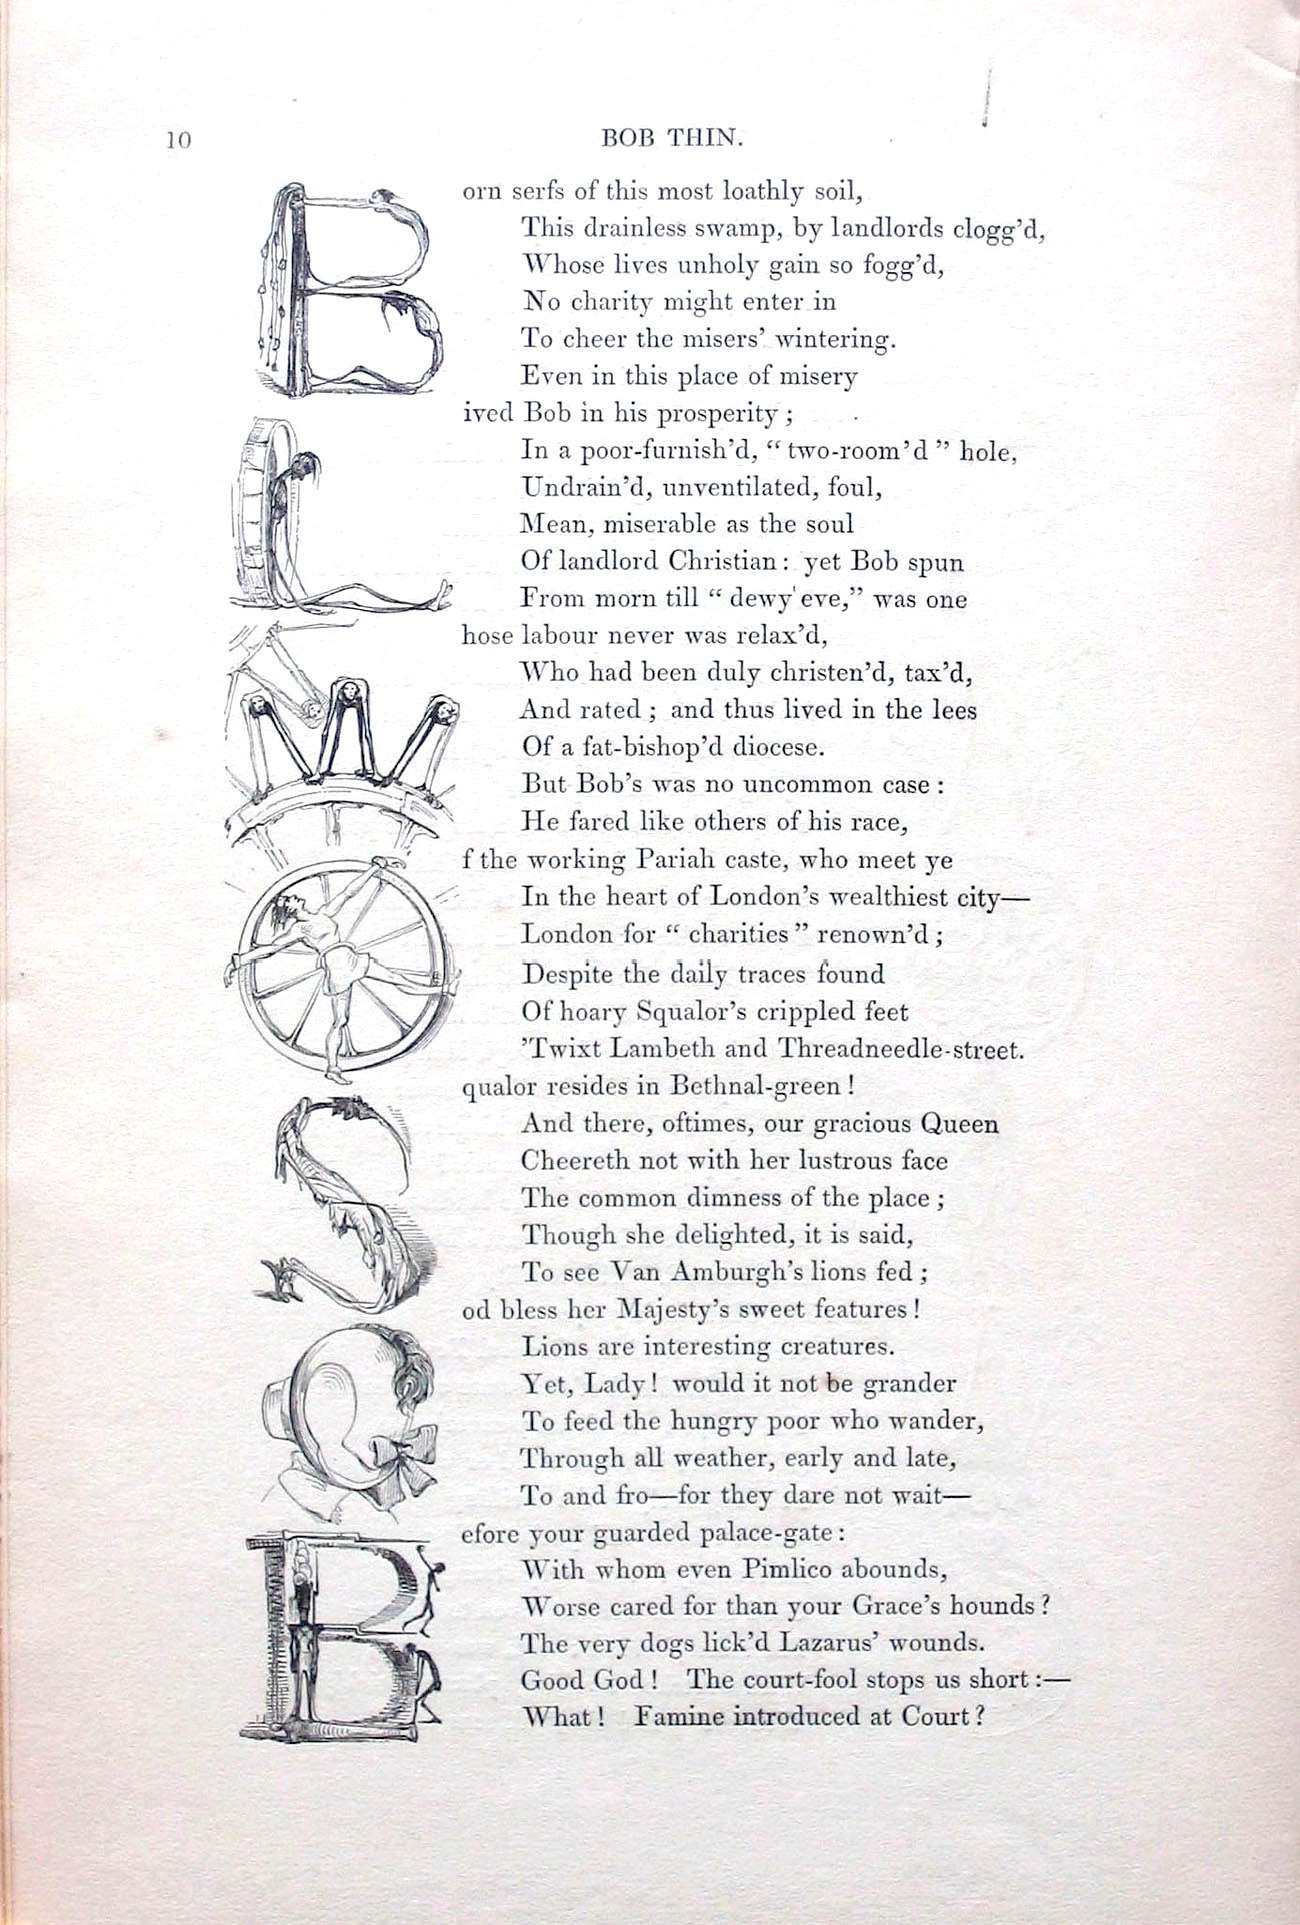 10
BOB THIN.
Born serfs of this most loathly soil,
This drainless swamp, by landlords clogg'd,
Whose lives unholy gain so fogg'd,
No charity might enter in
To cheer the misers' wintering.
Even in this place of misery
Lived Bob in his prosperity;
In a poor-furnish'd, “two-room'd” hole,
Undrain'd, unventilated, foul,
Mean, miserable as the soul
Of landlord Christian: yet Bob spun
From morn till “dewy eve,” was one
Whose labour never was relax'd,
Who had been duly christen'd, tax'd,
And rated; and thus lived in the lees
Of a fat-bishop'd diocese.
But Bob's was no uncommon case:
He fared like others of his race,
Of the working Pariah caste, who meet ye
In the heart of London's wealthiest city—
London for “charities” renown'd;
Despite the daily traces found
Of hoary Squalor's crippled feet
'Twixt Lambeth and Threadneedle-street.
Squalor resides in Bethnal-green!
And there, oftimes, our gracious Queen
Cheereth not with her lustrous face
The common dimness of the place;
Though she delighted, it is said,
To see Van Amburgh's lions fed;
God bless her Majesty's sweet features!
Lions are interesting creatures.
Yet, Lady! would it not be grander
To feed the hungry poor who wander,
Through all weather, early and late,
To and fro—for they dare not wait—
Before your guarded palace-gate:
With whom even Pimlico abounds,
Worse cared for than your Grace's hounds?
The very dogs lick'd Lazarus' wounds.
Good God! The court-fool stops us short:—
What! Famine introduced at Court?